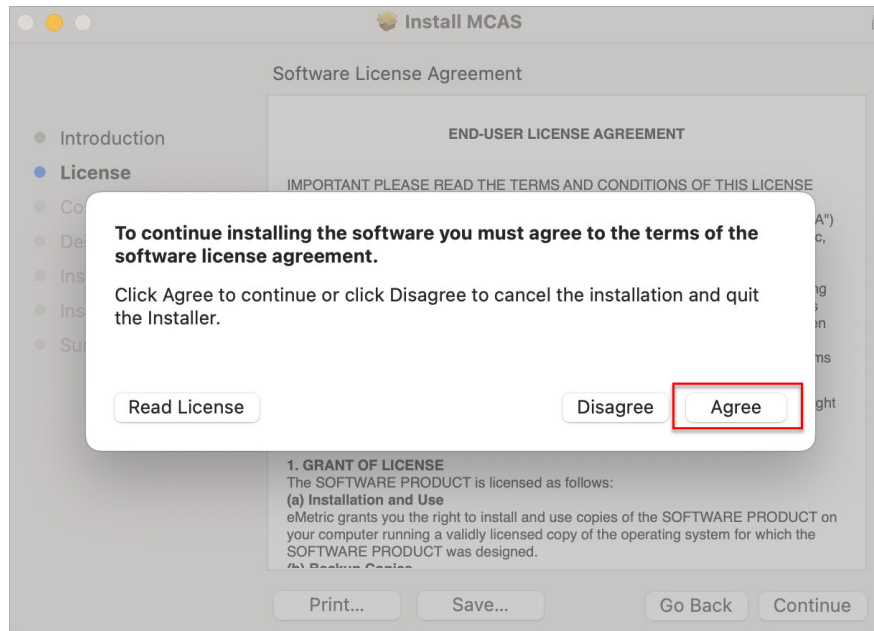 Install MCAS
Software License Agreement
Introduction
License
END-USER LICENSE AGREEMENT
IMPORTANT PLEASE READ THE TERMS AND CONDITIONS OF THIS LICENSE
To continue installing the software you must agree to the terms of the
software license agreement.
Click Agree to continue or click Disagree to cancel the installation and quit
the Installer.
Read License
Disagree
Agree
1. GRANT OF LICENSE
The SOFTWARE PRODUCT is licensed as follows:
(a) Installation and Use
eMetric grants you the right to install and use copies of the SOFTWARE PRODUCT on
your computer running a validly licensed copy of the operating system for which the
SOFTWARE PRODUCT was designed.
Print...
Save...
Go Back
Continue